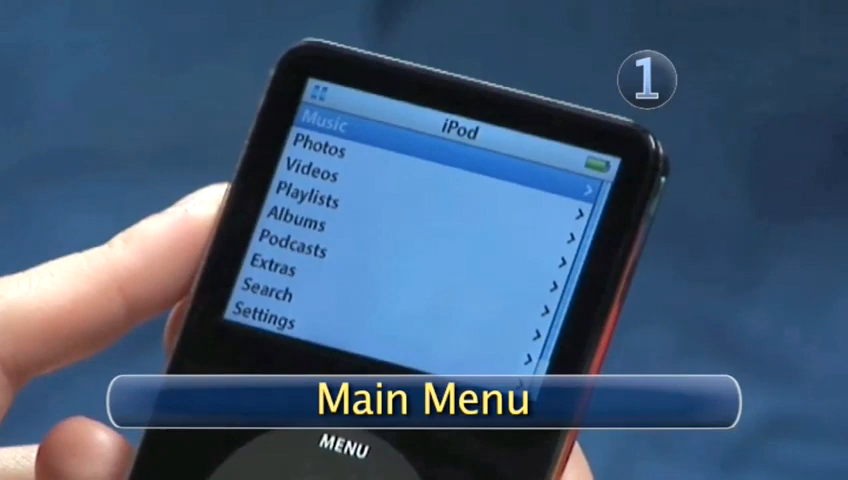 1
iPod
Music
Photos
Videos
Playlists
Albums
Podcasts
Extras
Search
Settings
Main Menu
MENU